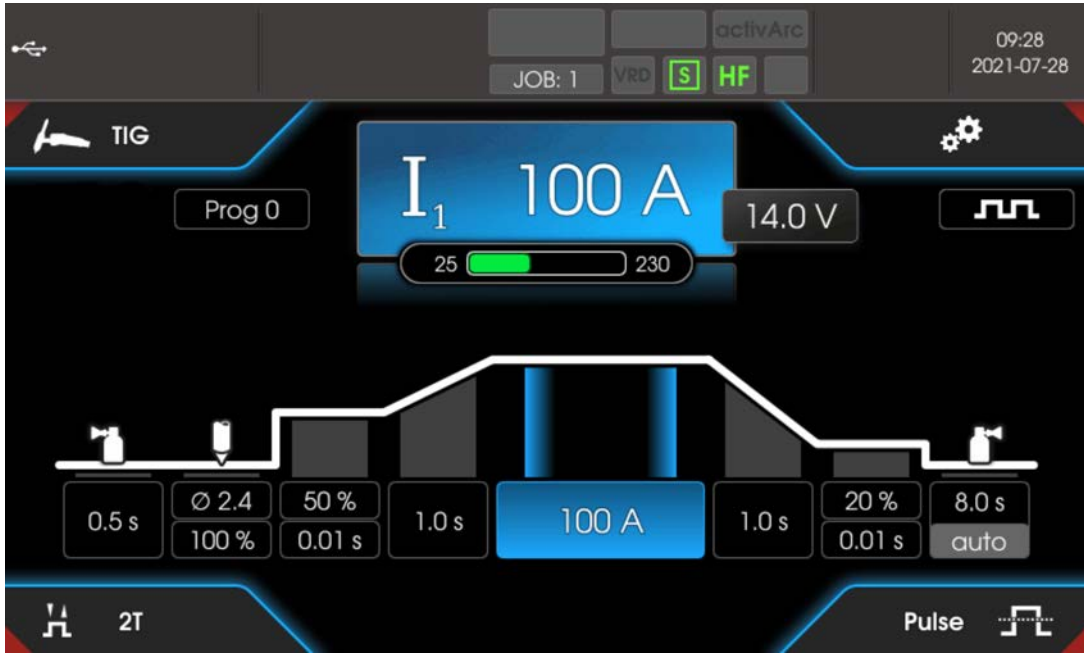 activArc
09:28
JOB: 1
VRD
S
HF
2021-07-28
TIG
Prog 0
I₁ 100 A
14.0 V
25
230
0.5 s
Ø 2.4
100 %
50 %
0.01 s
1.0 s
100 A
1.0 s
20 %
0.01 s
8.0 s
auto
2T
Pulse